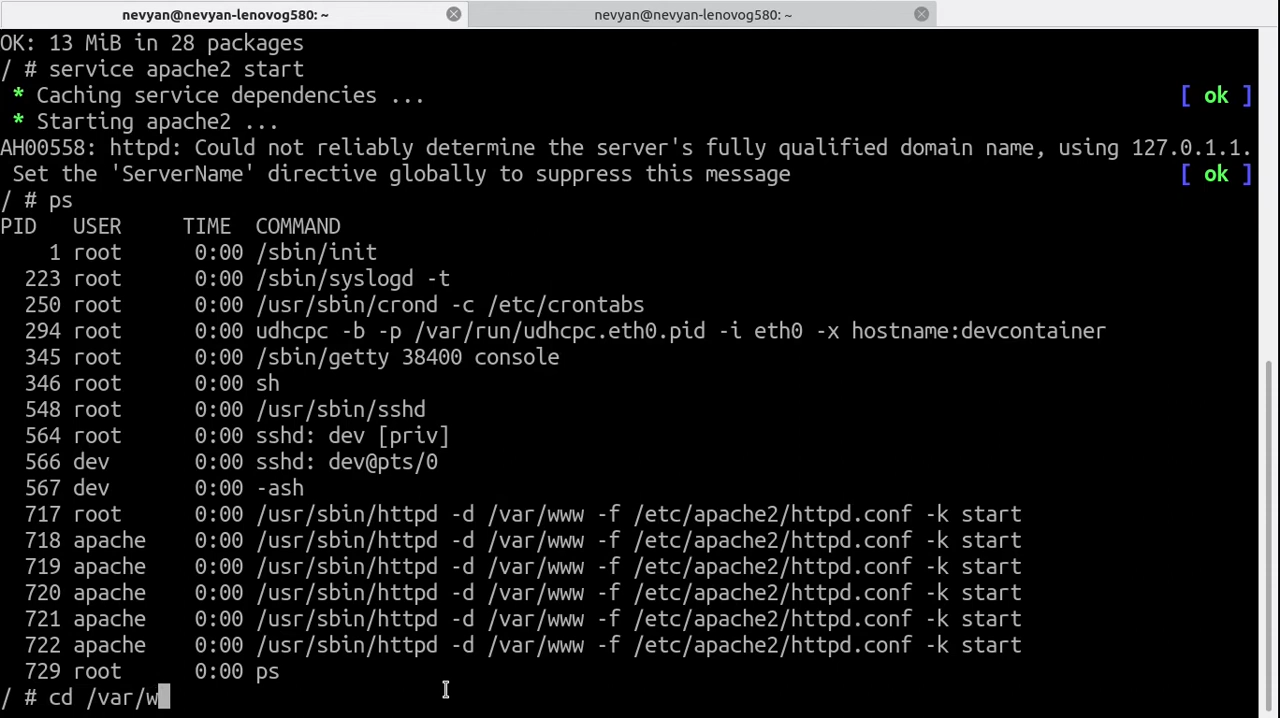 nevyan@nevyan-lenovog580: ~
nevyan@nevyan-lenovog580: ~
OK: 13 MiB in 28 packages
/ # service apache2 start
* Caching service dependencies ... [ ok ]
* Starting apache2 ...
AH00558: httpd: Could not reliably determine the server's fully qualified domain name, using 127.0.1.1.
Set the 'ServerName' directive globally to suppress this message [ ok ]
/ # ps
PID USER TIME COMMAND
1 root 0:00 /sbin/init
223 root 0:00 /sbin/syslogd -t
250 root 0:00 /usr/sbin/crond -c /etc/crontabs
294 root 0:00 udhcpc -b -p /var/run/udhcpc.eth0.pid -i eth0 -x hostname:devcontainer
345 root 0:00 /sbin/getty 38400 console
346 root 0:00 sh
548 root 0:00 /usr/sbin/sshd
564 root 0:00 sshd: dev [priv]
566 dev 0:00 sshd: dev@pts/0
567 dev 0:00 -ash
717 root 0:00 /usr/sbin/httpd -d /var/www -f /etc/apache2/httpd.conf -k start
718 apache 0:00 /usr/sbin/httpd -d /var/www -f /etc/apache2/httpd.conf -k start
719 apache 0:00 /usr/sbin/httpd -d /var/www -f /etc/apache2/httpd.conf -k start
720 apache 0:00 /usr/sbin/httpd -d /var/www -f /etc/apache2/httpd.conf -k start
721 apache 0:00 /usr/sbin/httpd -d /var/www -f /etc/apache2/httpd.conf -k start
722 apache 0:00 /usr/sbin/httpd -d /var/www -f /etc/apache2/httpd.conf -k start
729 root 0:00 ps
/ # cd /var/w